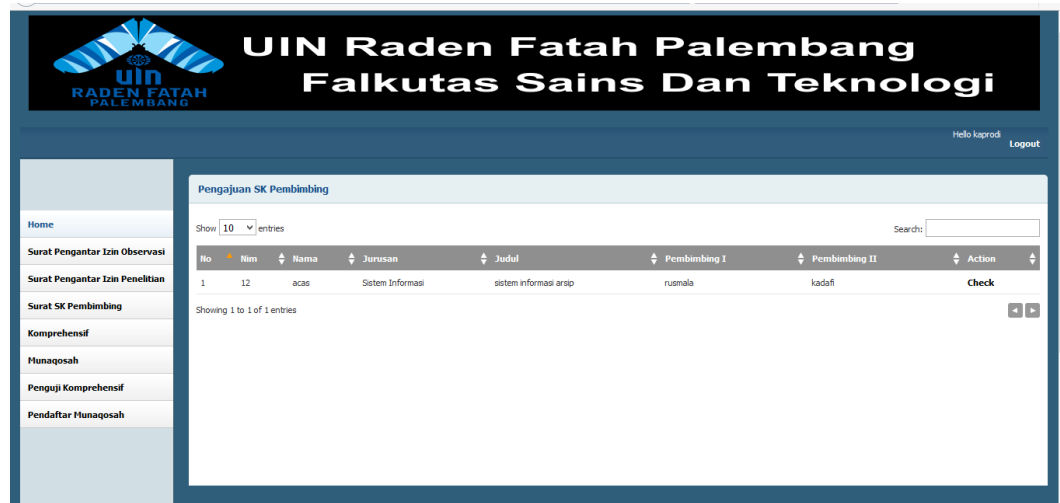 UIN Raden Fatah Palembang
Falkutas Sains Dan Teknologi
uin
RADEN FATAH
PALEMBANG
Hello kaprodi
Logout
Home
Surat Pengantar Izin Observasi
Surat Pengantar Izin Penelitian
Surat SK Pembimbing
Komprehensif
Munaqosah
Penguji Komprehensif
Pendaftar Munaqosah
Pengajuan SK Pembimbing
Show 10 entries
Search:
No Nim Nama Jurusan Judul Pembimbing I Pembimbing II Action
1 12 acas Sistem Informasi sistem informasi arsip rusmala kadafi Check
Showing 1 to 1 of 1 entries